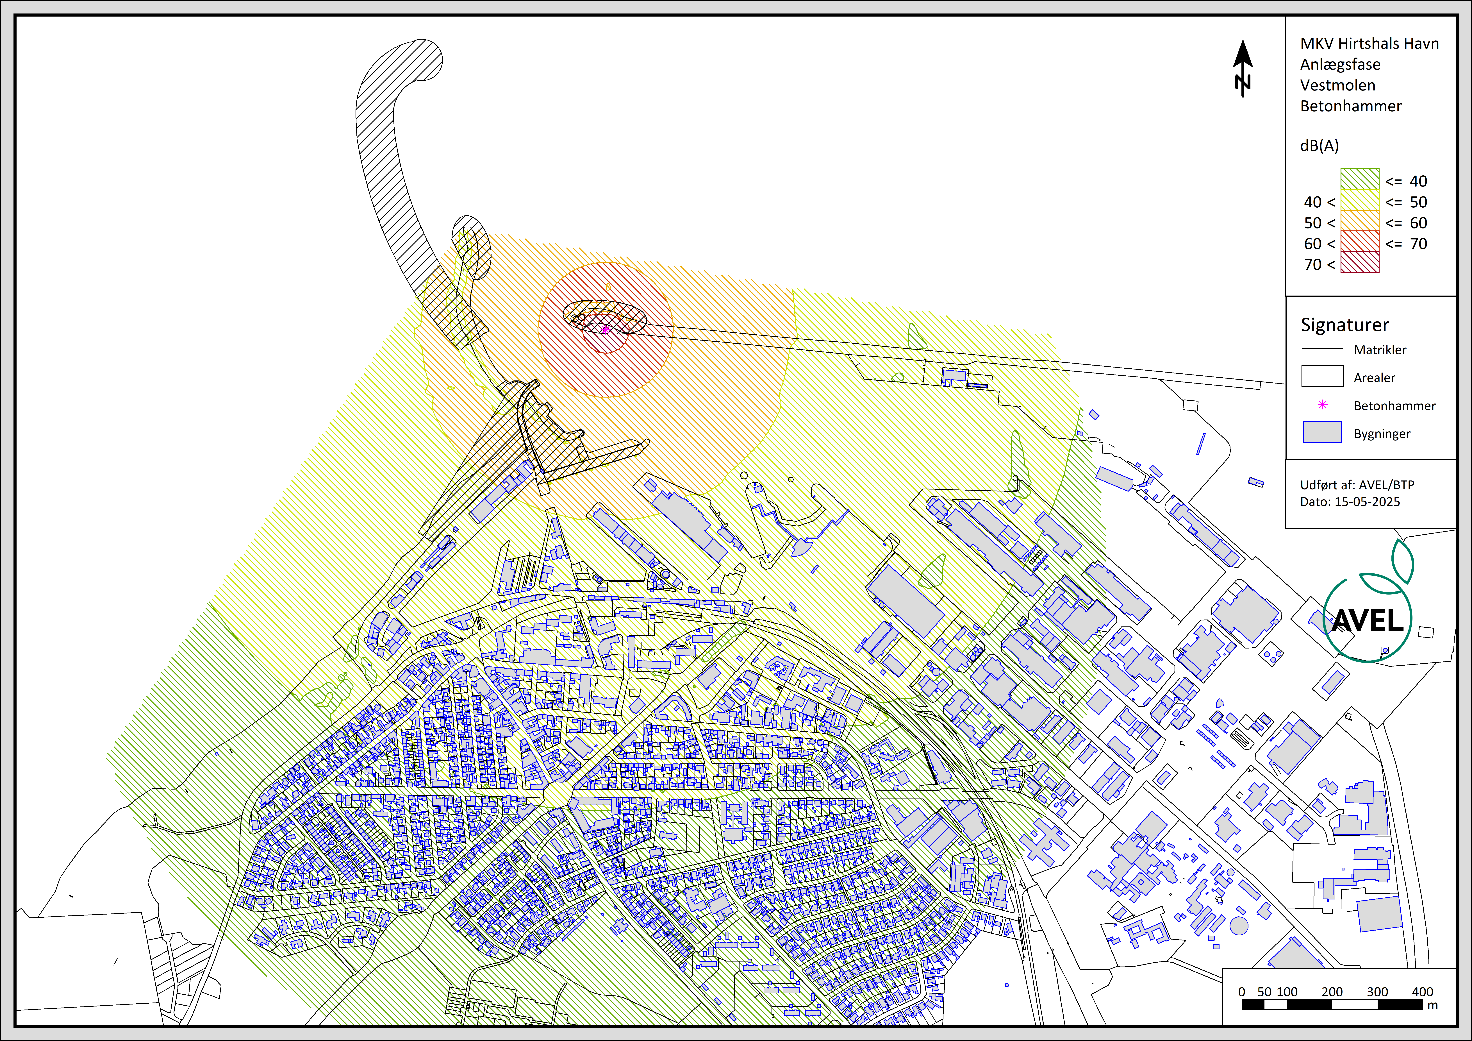 N
MKV Hirtshals Havn
Anlægsfase
Vestmolen
Betonhammer
dB(A)
<= 40
40 < <= 50
50 < <= 60
60 < <= 70
70 <
Signaturer
Matrikler
Arealer
Betonhammer
Bygninger
Udført af: AVEL/BTP
Dato: 15-05-2025
AVEL
0 50 100 200 300 400
m